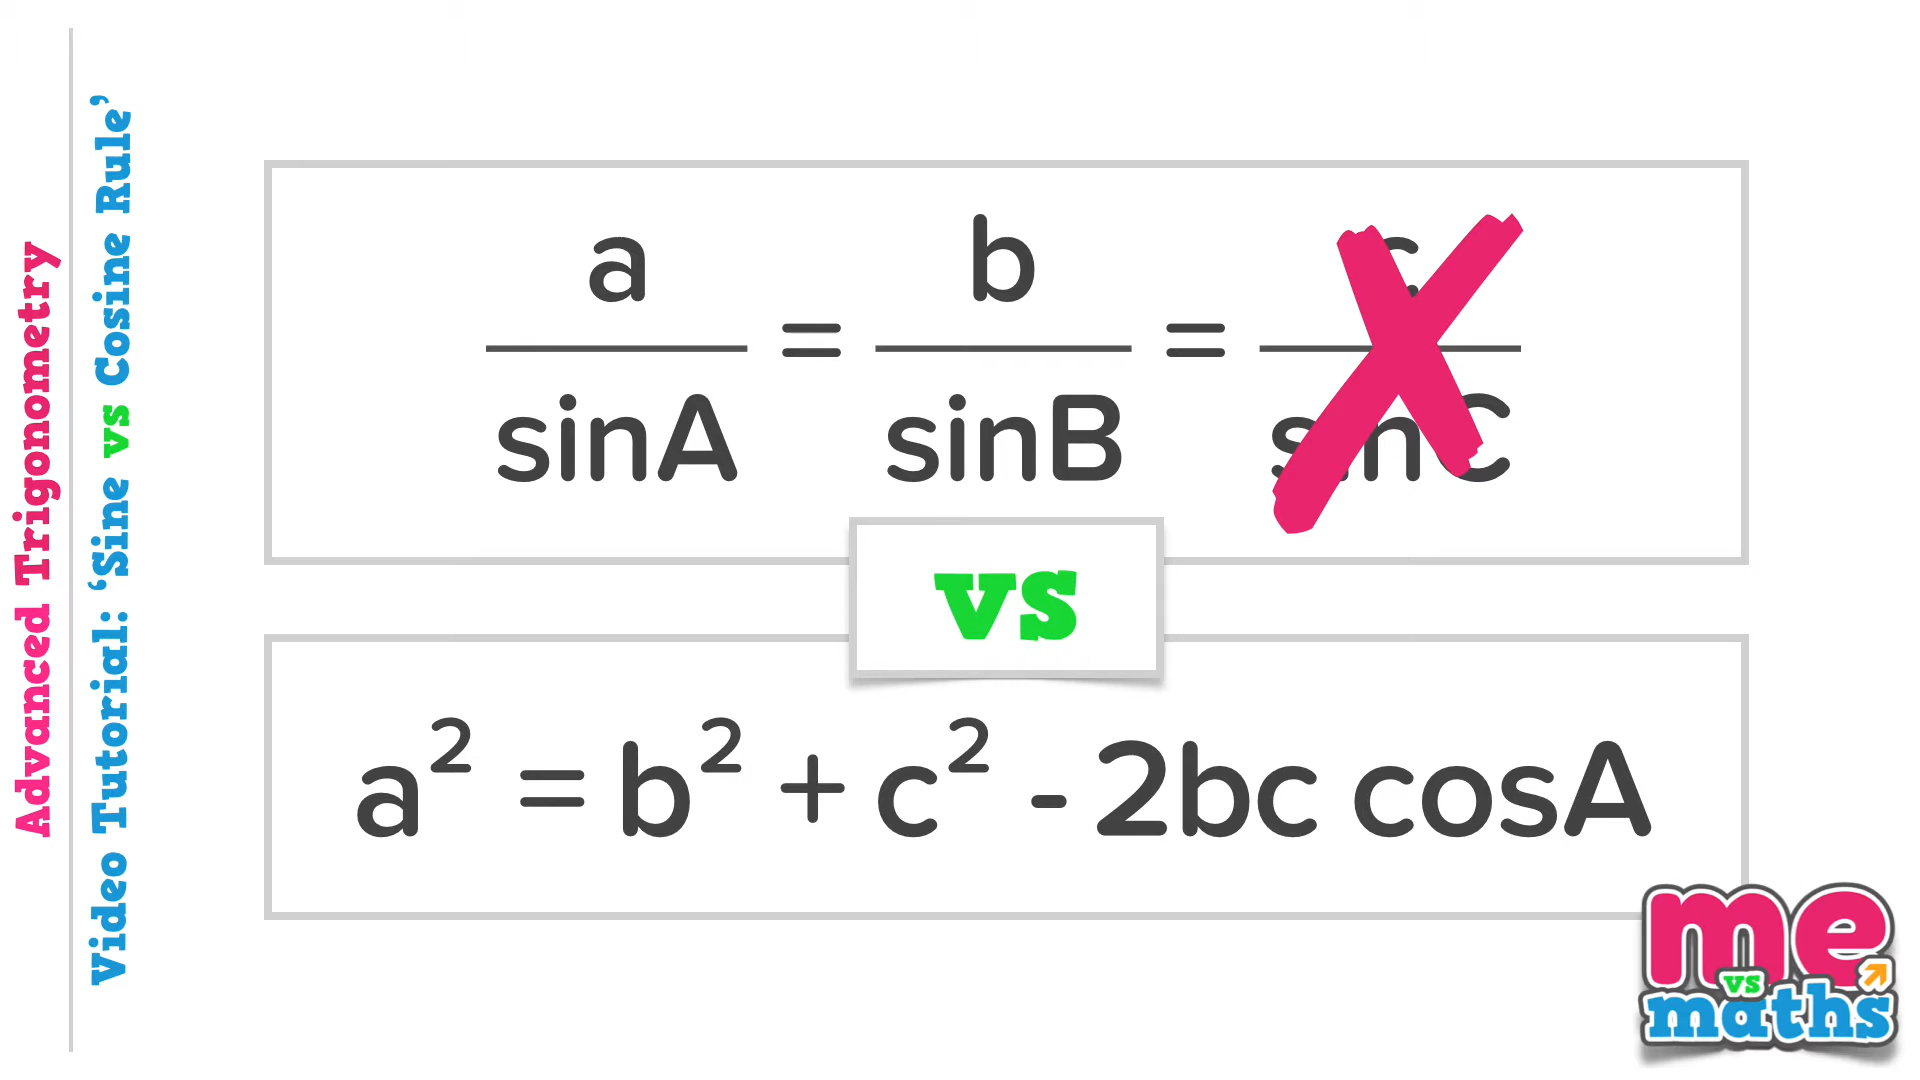 Advanced Trigonometry
Video Tutorial: ‘Sine vs Cosine Rule’
a/sinA = b/sinB = c/sinC
vs
a² = b² + c² - 2bc cosA
me
vs
maths